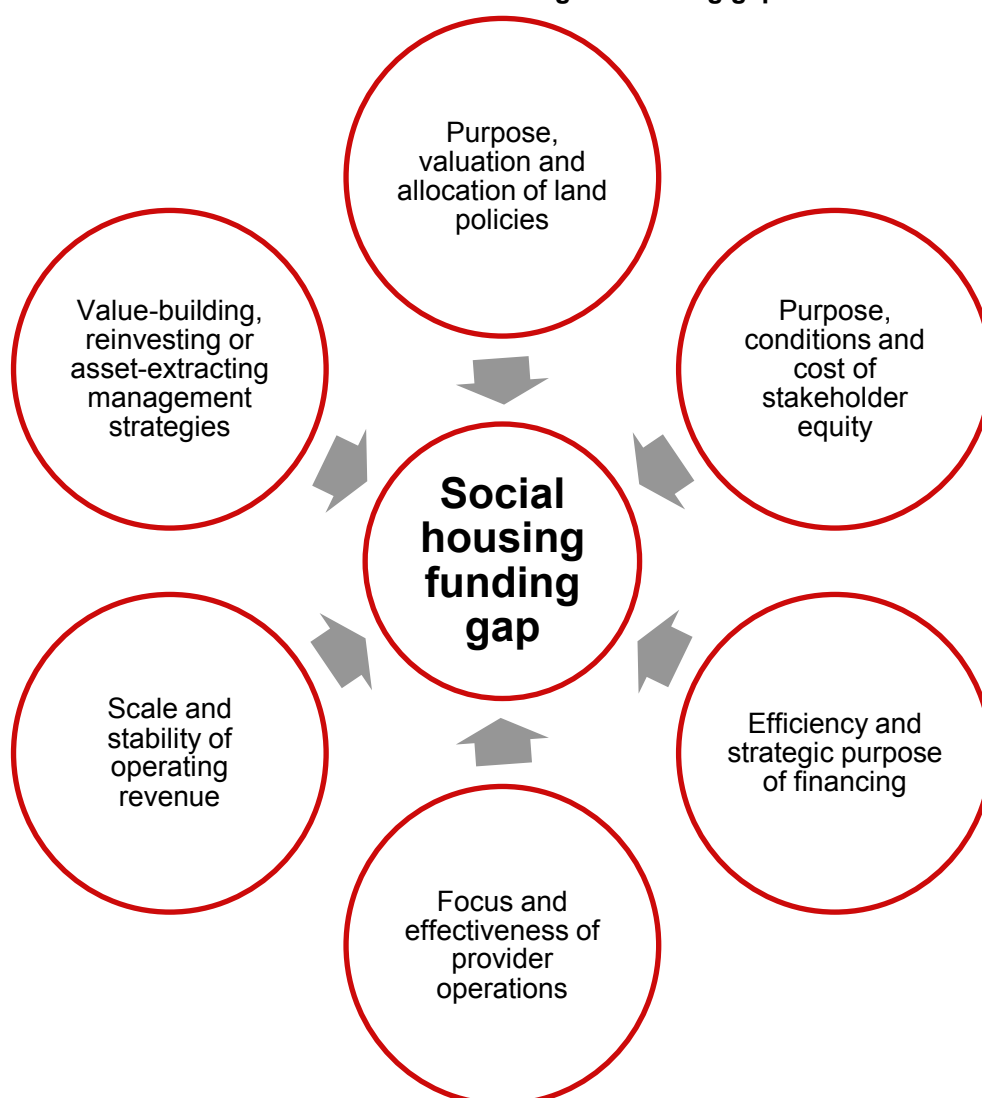 Purpose,
valuation and
allocation of land
policies
Purpose,
conditions and
cost of
stakeholder
equity
Efficiency and
strategic purpose
of financing
Focus and
effectiveness of
provider
operations
Scale and
stability of
operating
revenue
Value-building,
reinvesting or
asset-extracting
management
strategies
Social
housing
funding
gap